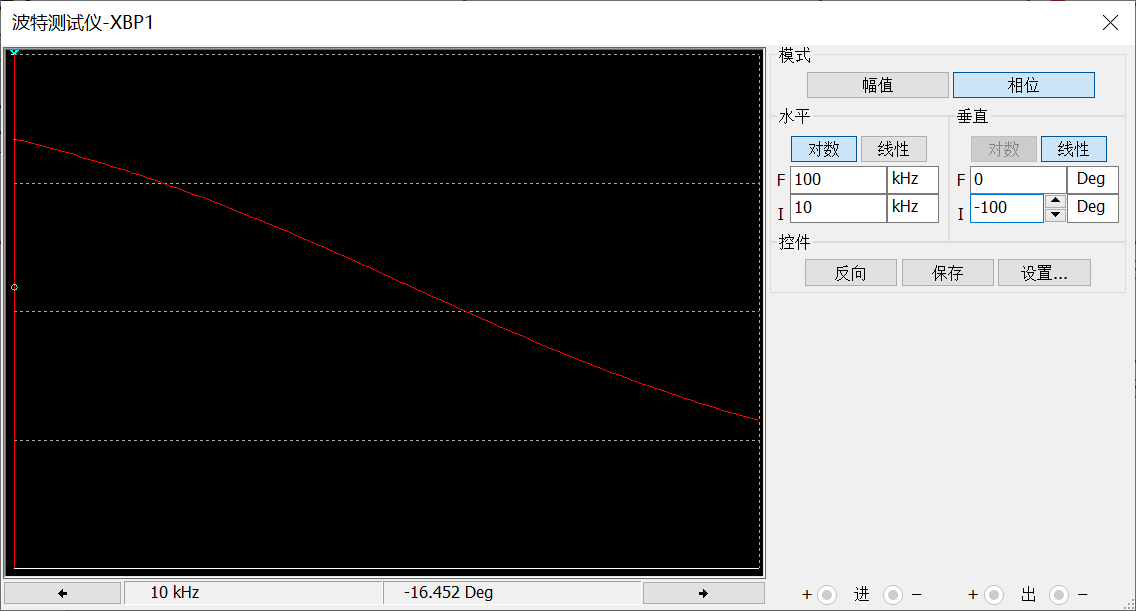 波特测试仪-XBP1
模式
幅值 相位
水平 垂直
对数 线性 对数 线性
F 100 kHz F 0 Deg
I 10 kHz I -100 Deg
控件
反向 保存 设置...
10 kHz -16.452 Deg
+ 进 − + 出 −